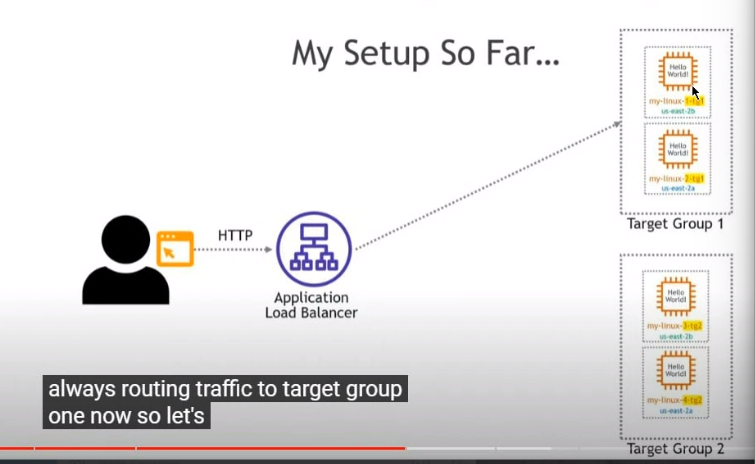 My Setup So Far...
Hello
World!
my-linux-1-tg1
us-east-2b
Hello
World!
my-linux-2-tg1
us-east-2a
Target Group 1
HTTP
Application
Load Balancer
Hello
World!
my-linux-3-tg2
us-east-2b
Hello
World!
my-linux-4-tg2
us-east-2a
Target Group 2
always routing traffic to target group
one now so let's